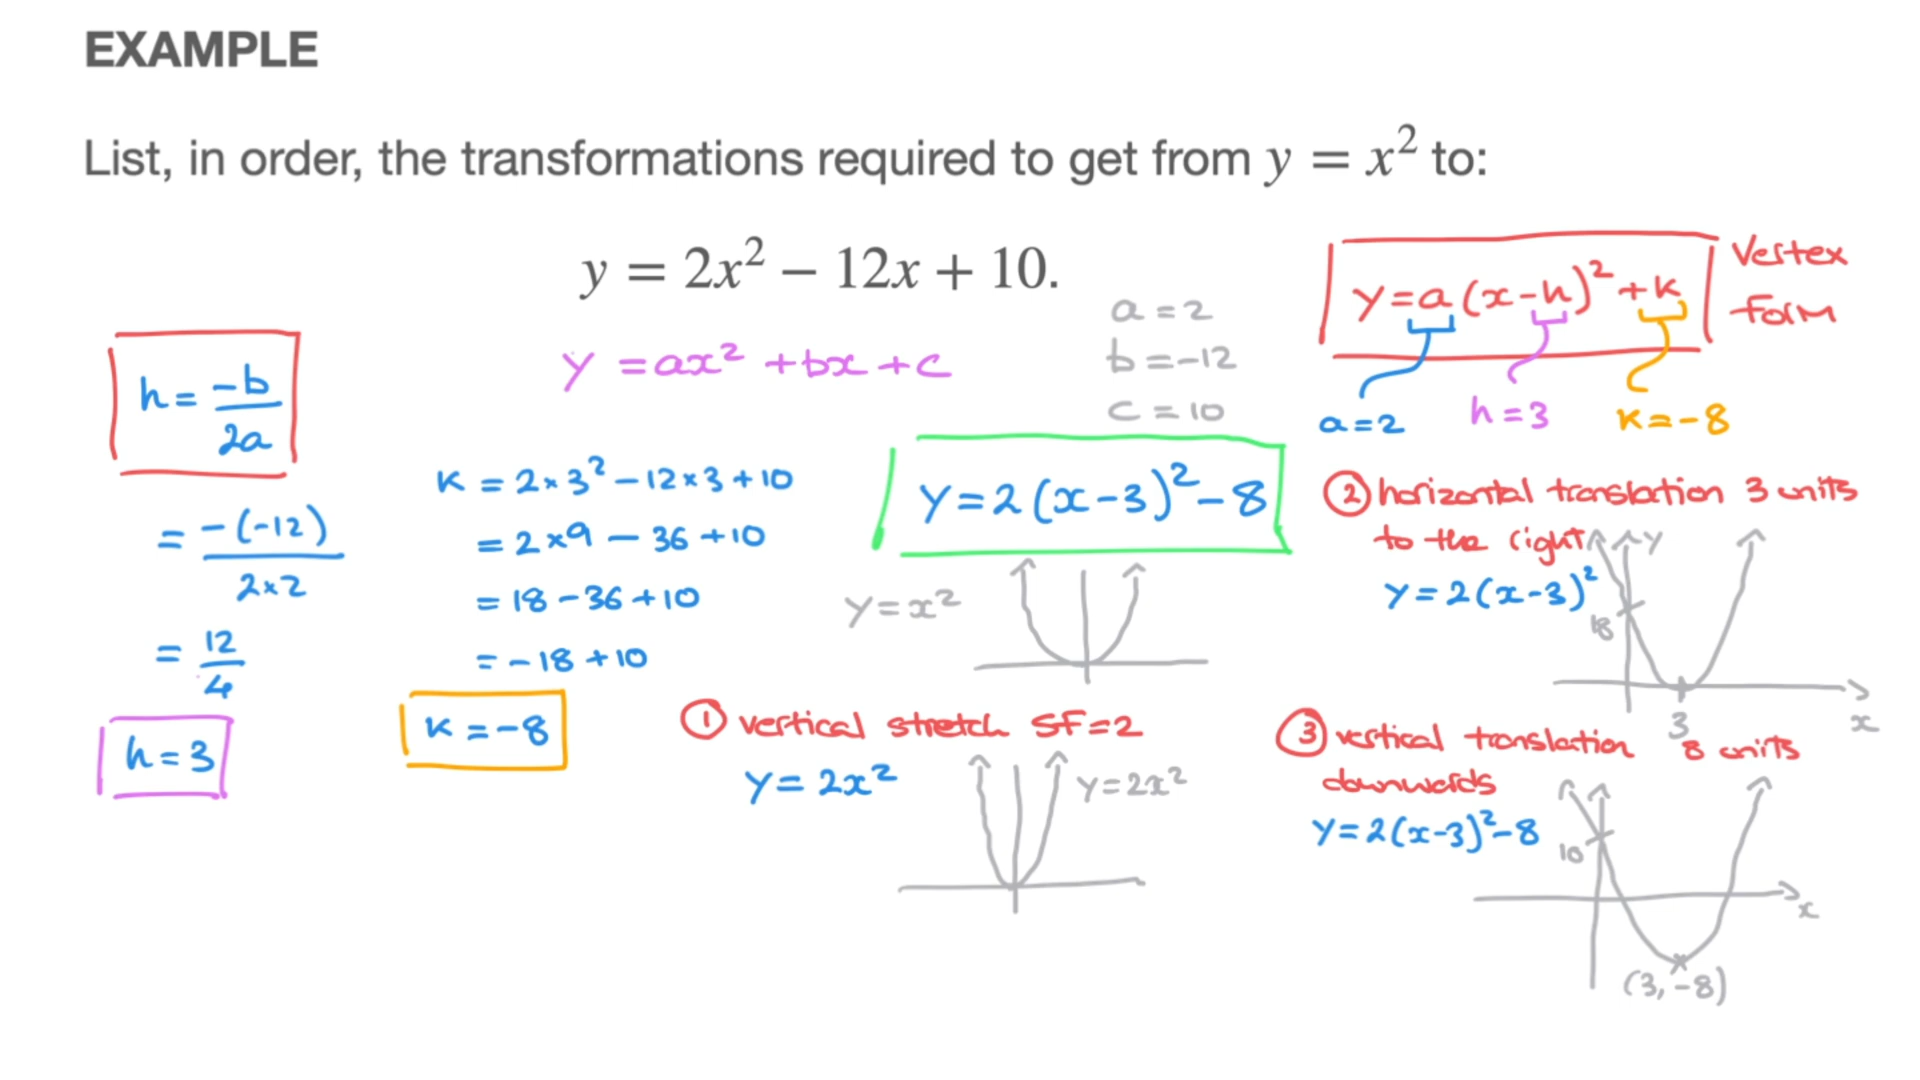 EXAMPLE
List, in order, the transformations required to get from y = x² to:
y = 2x² − 12x + 10.
y = ax² + bx + c
a = 2
b = -12
c = 10
y = a(x-h)² + k
Vertex
Form
a = 2
h = 3
k = -8
h = -b/2a
= -(-12)/2×2
= 12/4
h = 3
k = 2×3² - 12×3 + 10
= 2×9 - 36 + 10
= 18 - 36 + 10
= -18 + 10
k = -8
y = 2(x-3)² - 8
y = x²
① vertical stretch SF = 2
y = 2x²
y = 2x²
② horizontal translation 3 units
to the right
y = 2(x-3)²
y
18
3
x
③ vertical translation 8 units
downwards
y = 2(x-3)² - 8
10
x
(3, -8)